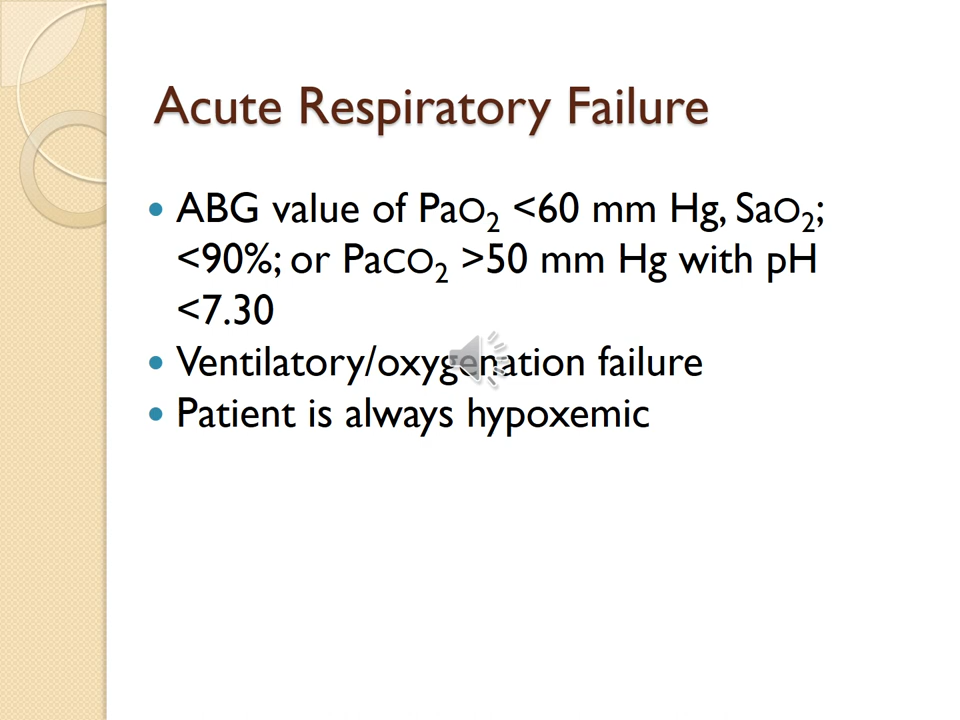 Acute Respiratory Failure
• ABG value of PaO₂ <60 mm Hg, SaO₂;
<90%; or PaCO₂ >50 mm Hg with pH
<7.30
• Ventilatory/oxygenation failure
• Patient is always hypoxemic